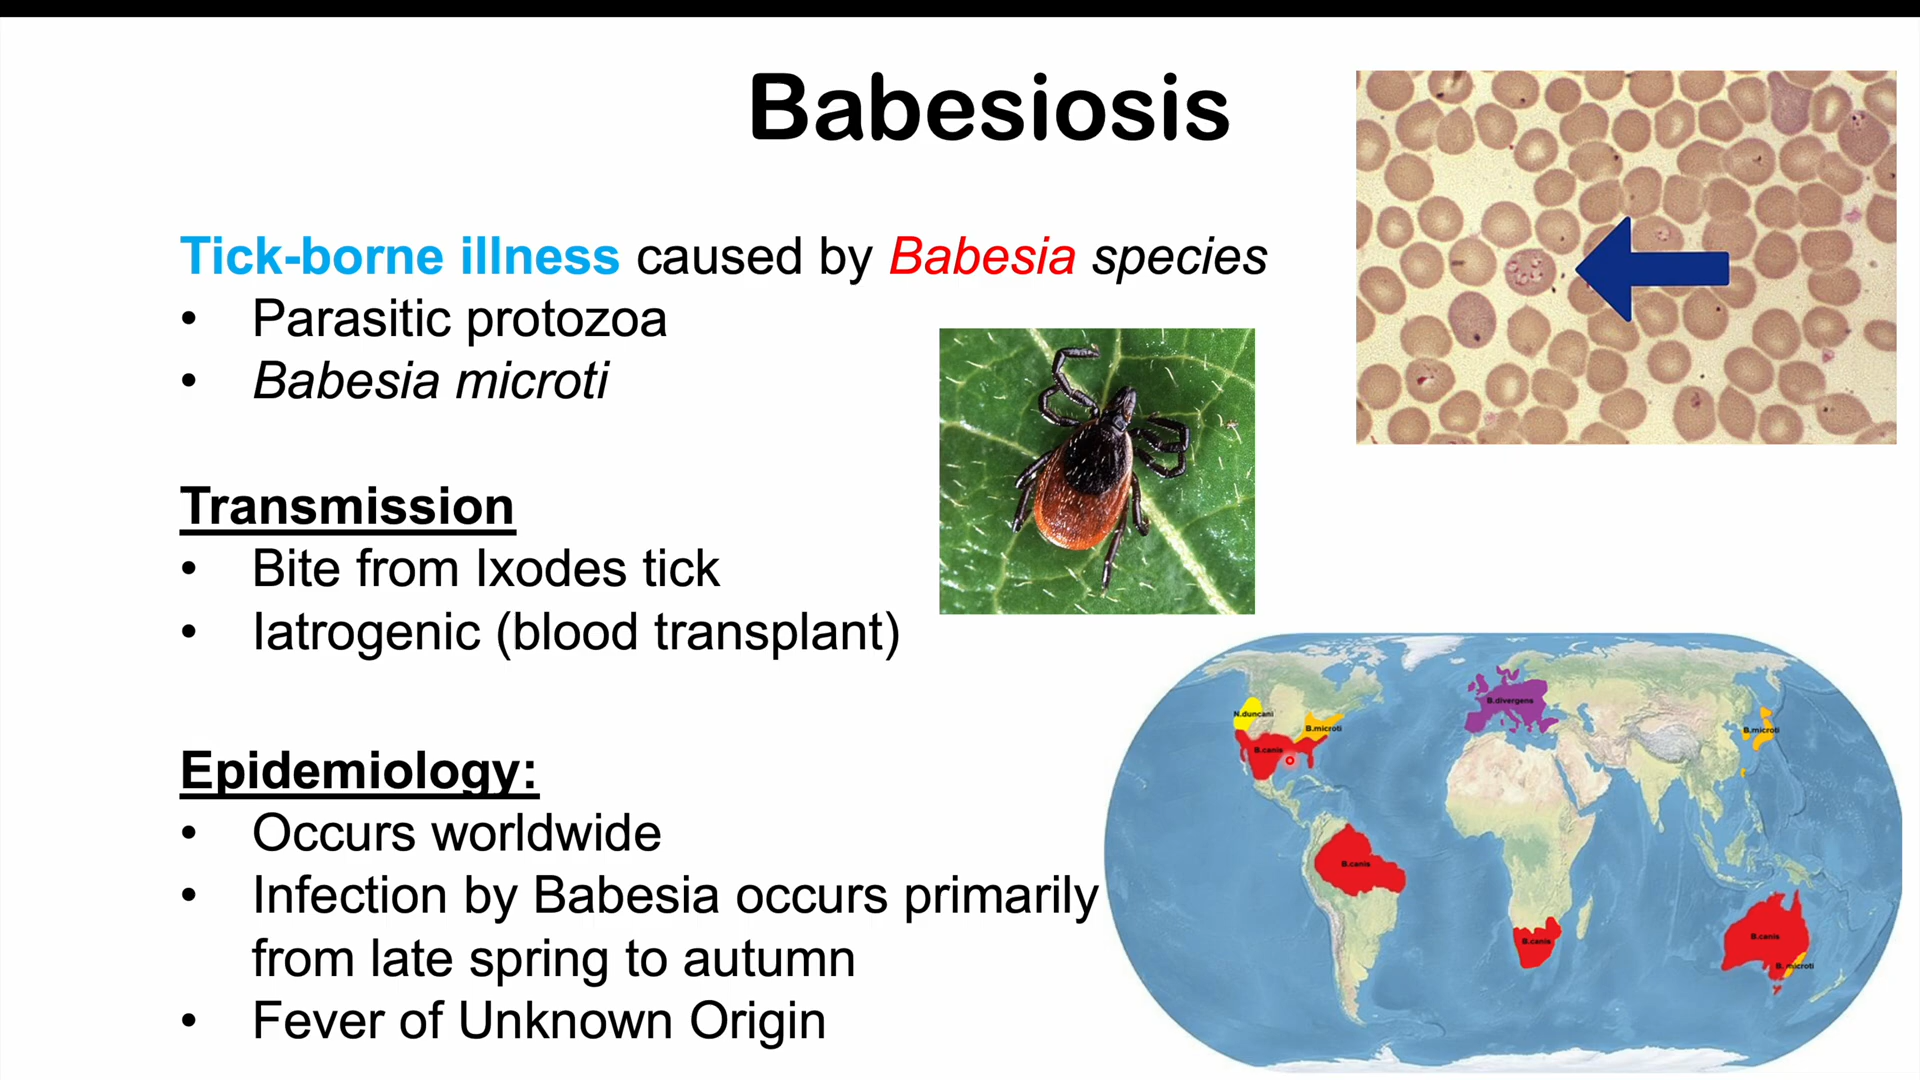 Babesiosis
Tick-borne illness caused by Babesia species
• Parasitic protozoa
• Babesia microti
Transmission
• Bite from Ixodes tick
• Iatrogenic (blood transplant)
Epidemiology:
• Occurs worldwide
• Infection by Babesia occurs primarily
from late spring to autumn
• Fever of Unknown Origin
B.divergens
N.duncani
B.microti
B.microti
B.canis
B.canis
B.canis
B.canis
B. microti